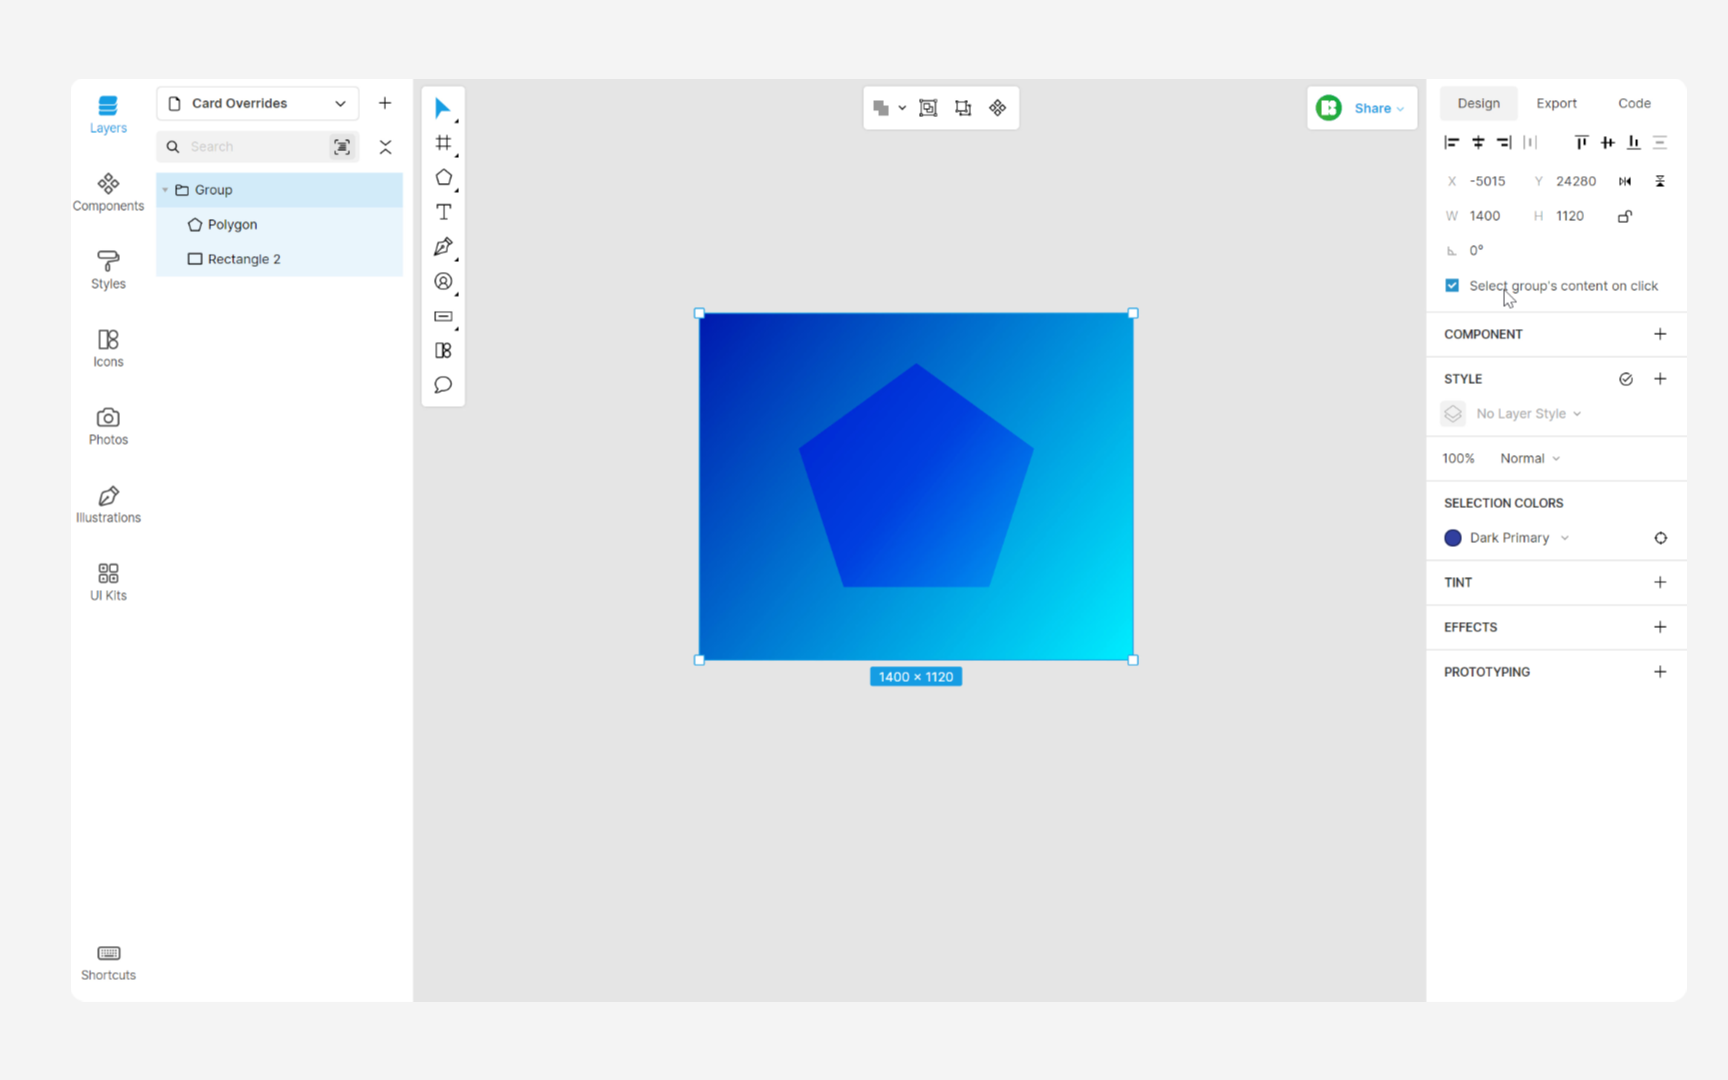 Layers
Components
Styles
Icons
Photos
Illustrations
UI Kits
Shortcuts
Card Overrides
Search
Group
Polygon
Rectangle 2
T
1400 × 1120
Share
Design Export Code
X -5015 Y 24280
W 1400 H 1120
0°
Select group's content on click
COMPONENT
STYLE
No Layer Style
100% Normal
SELECTION COLORS
Dark Primary
TINT
EFFECTS
PROTOTYPING